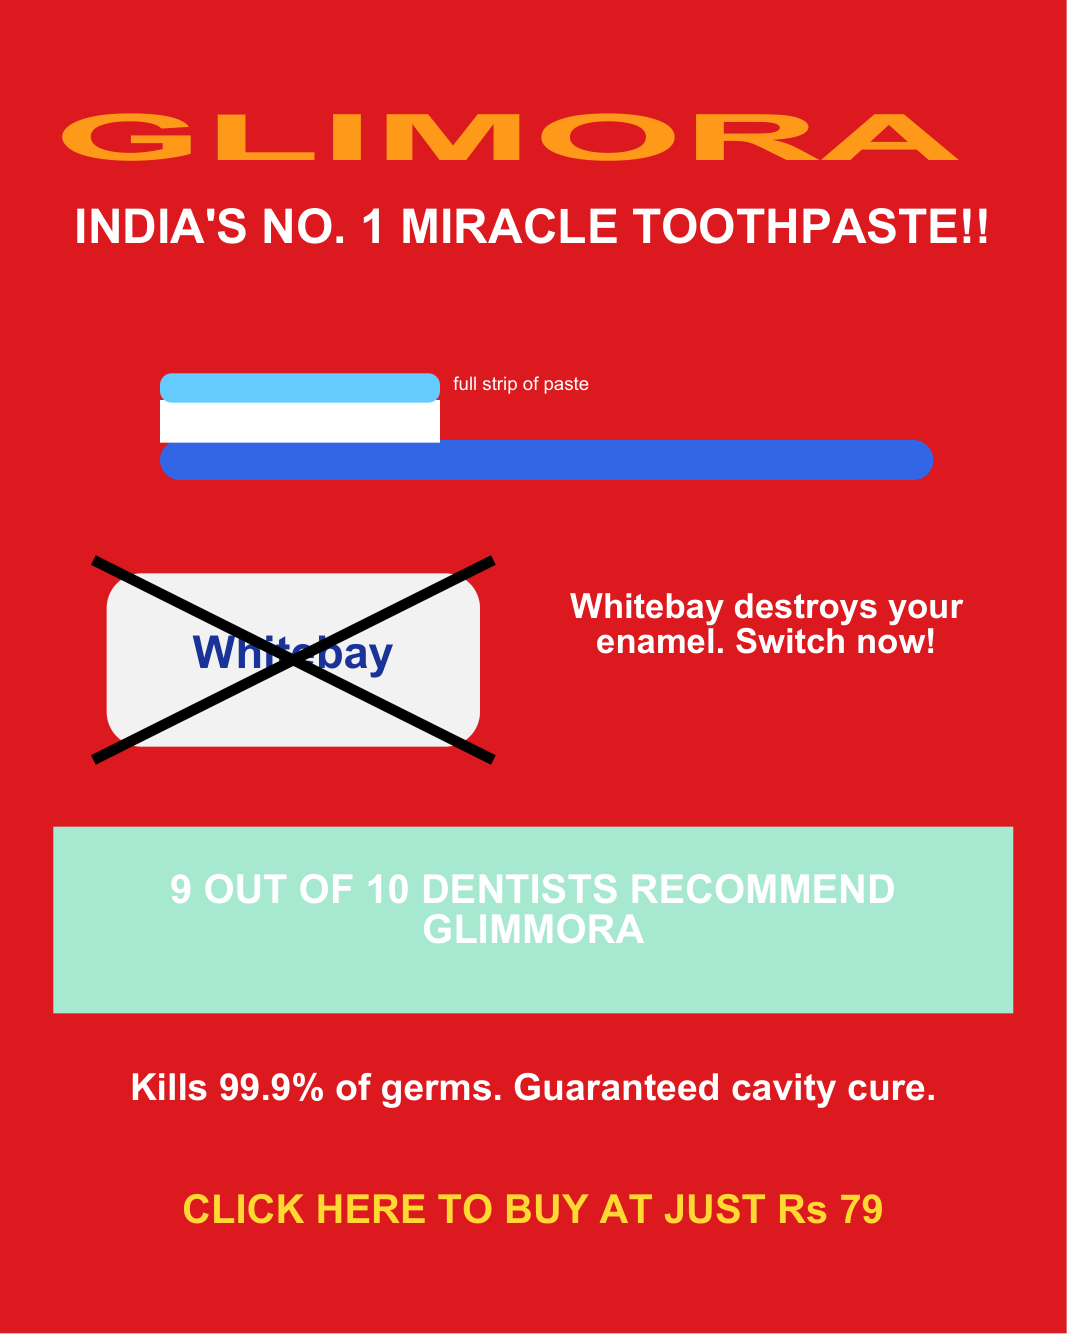 GLIMORA
INDIA'S NO. 1 MIRACLE TOOTHPASTE!!
full strip of paste
Whitebay
Whitebay destroys your
enamel. Switch now!
9 OUT OF 10 DENTISTS RECOMMEND
GLIMMORA
Kills 99.9% of germs. Guaranteed cavity cure.
CLICK HERE TO BUY AT JUST Rs 79